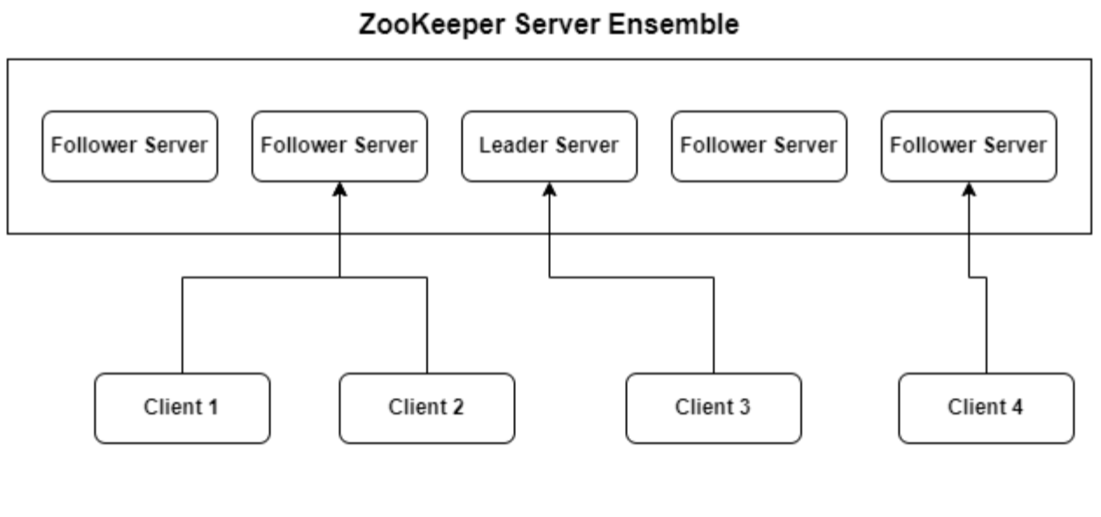 ZooKeeper Server Ensemble
Follower Server
Follower Server
Leader Server
Follower Server
Follower Server
Client 1
Client 2
Client 3
Client 4